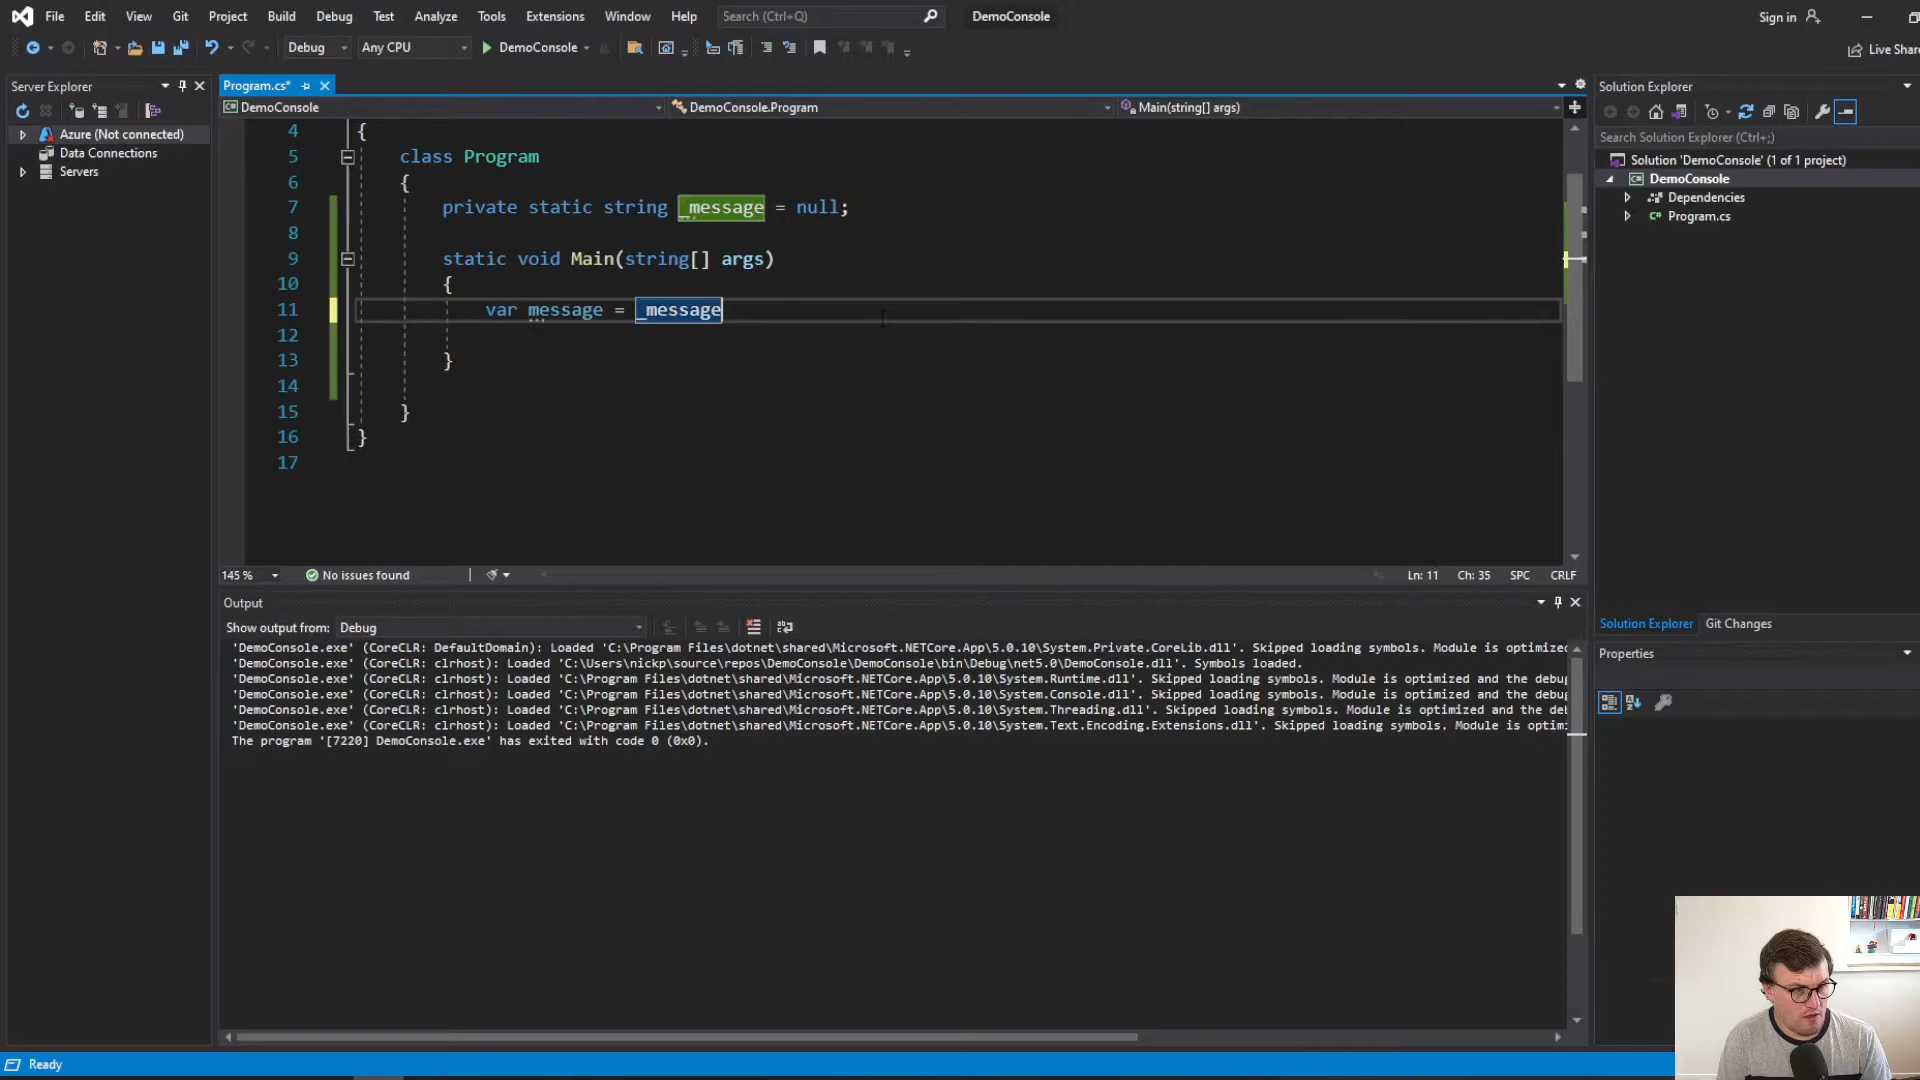 File Edit View Git Project Build Debug Test Analyze Tools Extensions Window Help Search (Ctrl+Q) DemoConsole Sign in
Debug Any CPU DemoConsole Live Share
Server Explorer
Azure (Not connected)
Data Connections
Servers
Program.cs*
DemoConsole DemoConsole.Program Main(string[] args)
4 {
5 class Program
6 {
7 private static string _message = null;
8
9 static void Main(string[] args)
10 {
11 var message = _message
12
13 }
14
15 }
16 }
17
145 % No issues found Ln: 11 Ch: 35 SPC CRLF
Output
Show output from: Debug
'DemoConsole.exe' (CoreCLR: DefaultDomain): Loaded 'C:\Program Files\dotnet\shared\Microsoft.NETCore.App\5.0.10\System.Private.CoreLib.dll'. Skipped loading symbols. Module is optimized
'DemoConsole.exe' (CoreCLR: clrhost): Loaded 'C:\Users\nickp\source\repos\DemoConsole\DemoConsole\bin\Debug\net5.0\DemoConsole.dll'. Symbols loaded.
'DemoConsole.exe' (CoreCLR: clrhost): Loaded 'C:\Program Files\dotnet\shared\Microsoft.NETCore.App\5.0.10\System.Runtime.dll'. Skipped loading symbols. Module is optimized and the debug
'DemoConsole.exe' (CoreCLR: clrhost): Loaded 'C:\Program Files\dotnet\shared\Microsoft.NETCore.App\5.0.10\System.Console.dll'. Skipped loading symbols. Module is optimized and the debug
'DemoConsole.exe' (CoreCLR: clrhost): Loaded 'C:\Program Files\dotnet\shared\Microsoft.NETCore.App\5.0.10\System.Threading.dll'. Skipped loading symbols. Module is optimized and the deb
'DemoConsole.exe' (CoreCLR: clrhost): Loaded 'C:\Program Files\dotnet\shared\Microsoft.NETCore.App\5.0.10\System.Text.Encoding.Extensions.dll'. Skipped loading symbols. Module is optim
The program '[7220] DemoConsole.exe' has exited with code 0 (0x0).
Solution Explorer
Search Solution Explorer (Ctrl+;)
Solution 'DemoConsole' (1 of 1 project)
DemoConsole
Dependencies
C# Program.cs
Solution Explorer Git Changes
Properties
Ready